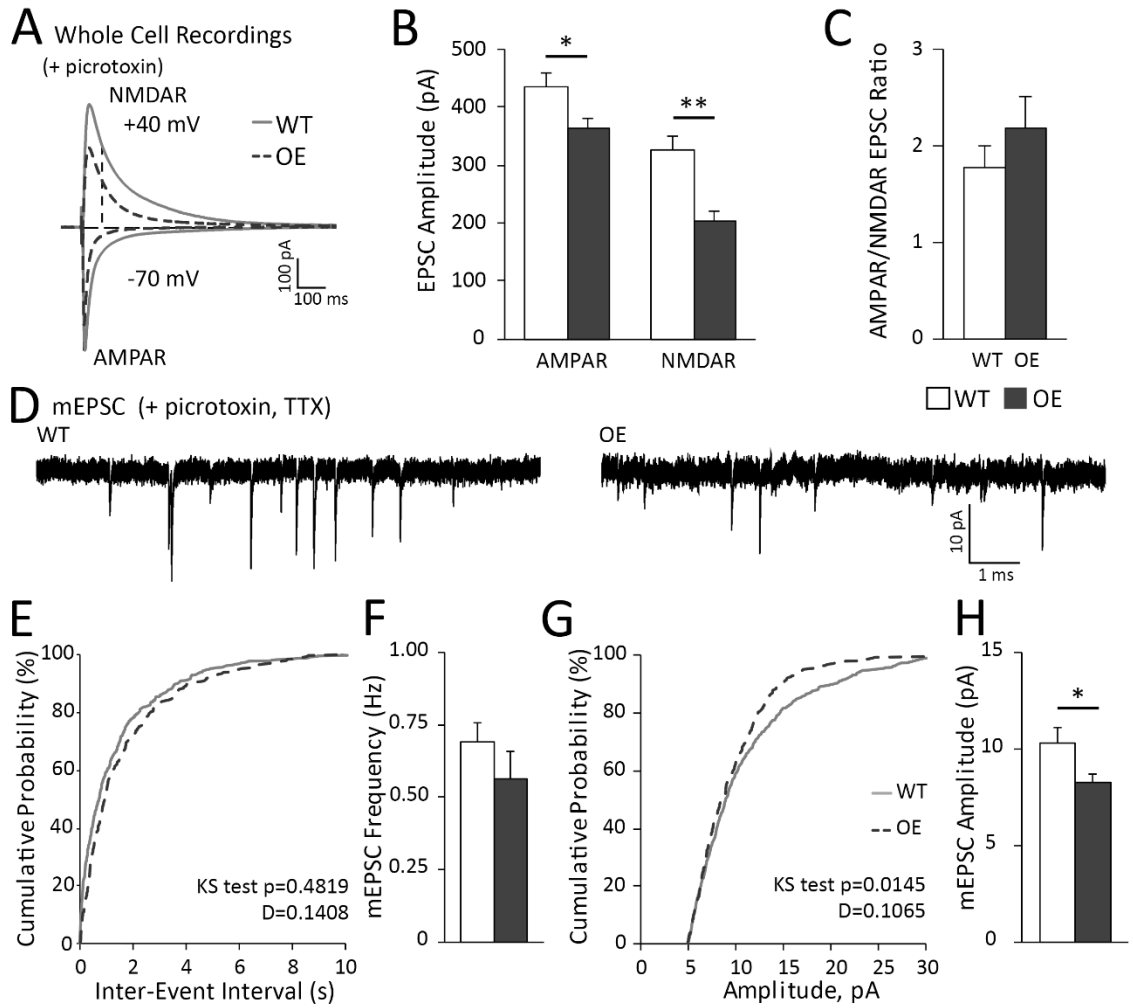 A Whole Cell Recordings
(+ picrotoxin)
NMDAR
+40 mV
WT
OE
-70 mV
100 pA
100 ms
AMPAR
B
EPSC Amplitude (pA)
500
400
300
200
100
0
*
**
AMPAR
NMDAR
C
AMPAR/NMDAR EPSC Ratio
3
2
1
0
WT OE
WT OE
D mEPSC (+ picrotoxin, TTX)
WT
OE
10 pA
1 ms
E
Cumulative Probability (%)
100
80
60
40
20
0
KS test p=0.4819
D=0.1408
0 2 4 6 8 10
Inter-Event Interval (s)
F
mEPSC Frequency (Hz)
1.00
0.75
0.50
0.25
0
G
Cumulative Probability (%)
100
80
60
40
20
0
WT
OE
KS test p=0.0145
D=0.1065
0 5 10 15 20 25 30
Amplitude, pA
H
mEPSC Amplitude (pA)
15
10
5
0
*